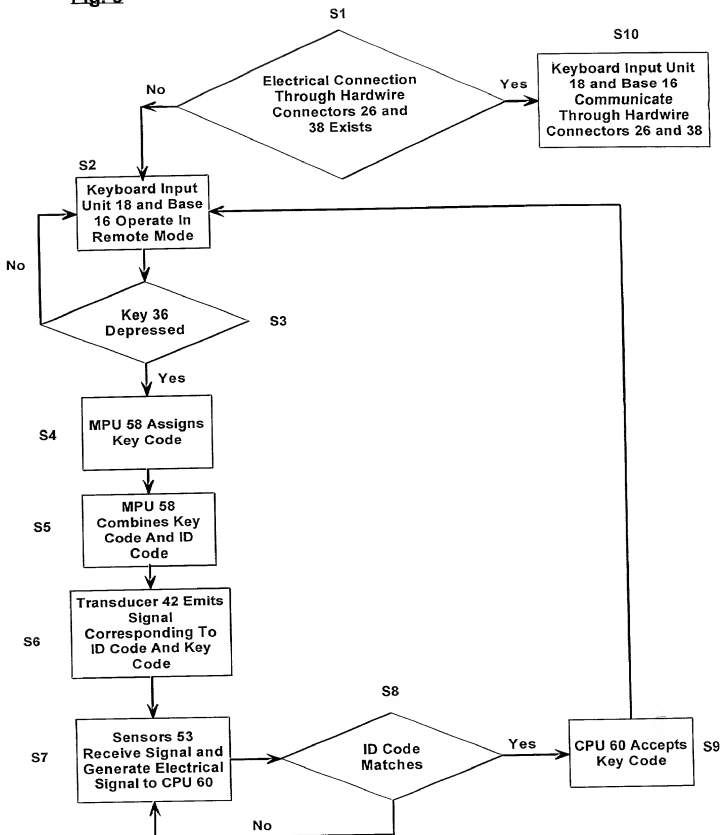 S1
S10
Electrical Connection
Through Hardwire
Connectors 26 and
38 Exists
No
Yes
Keyboard Input Unit
18 and Base 16
Communicate
Through Hardwire
Connectors 26 and 38
S2
Keyboard Input
Unit 18 and Base
16 Operate In
Remote Mode
No
Key 36
Depressed
S3
Yes
S4
MPU 58 Assigns
Key Code
S5
MPU 58
Combines Key
Code And ID
Code
S6
Transducer 42 Emits
Signal
Corresponding To
ID Code And Key
Code
S7
Sensors 53
Receive Signal and
Generate Electrical
Signal to CPU 60
S8
ID Code
Matches
Yes
CPU 60 Accepts
Key Code
S9
No